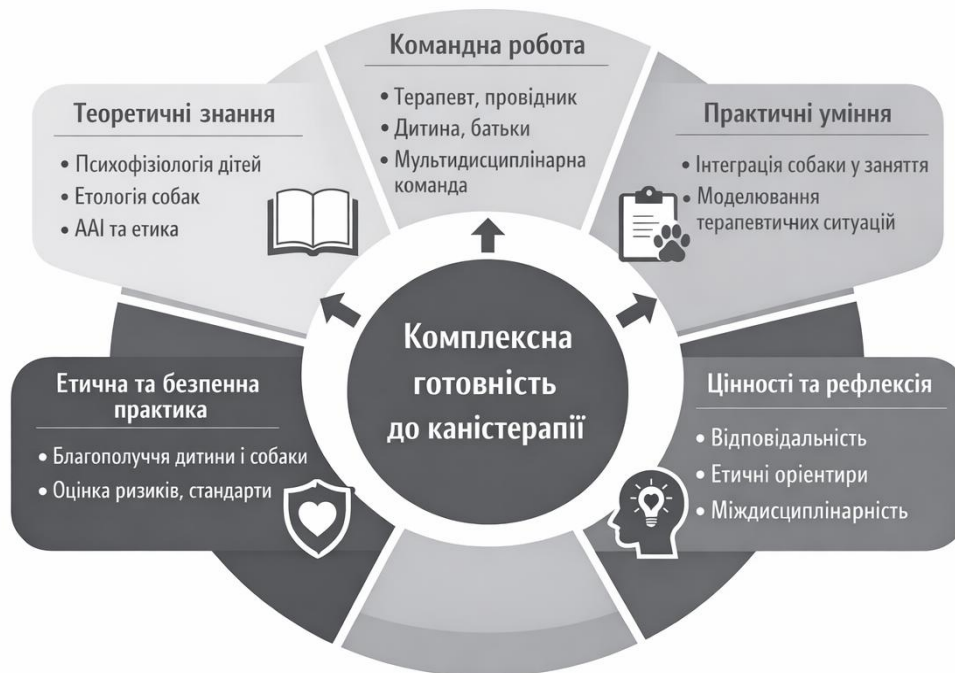 Командна робота
• Терапевт, провідник
• Дитина, батьки
• Мультидисциплінарна
команда
Теоретичні знання
• Психофізіологія дітей
• Етологія собак
• ААІ та етика
Практичні уміння
• Інтеграція собаки у заняття
• Моделювання
терапевтичних ситуацій
Комплексна
готовність
до каністерапії
Етична та безпенна
практика
• Благополуччя дитини і собаки
• Оцінка ризиків, стандарти
Цінності та рефлексія
• Відповідальність
• Етичні орієнтири
• Міждисциплінарність